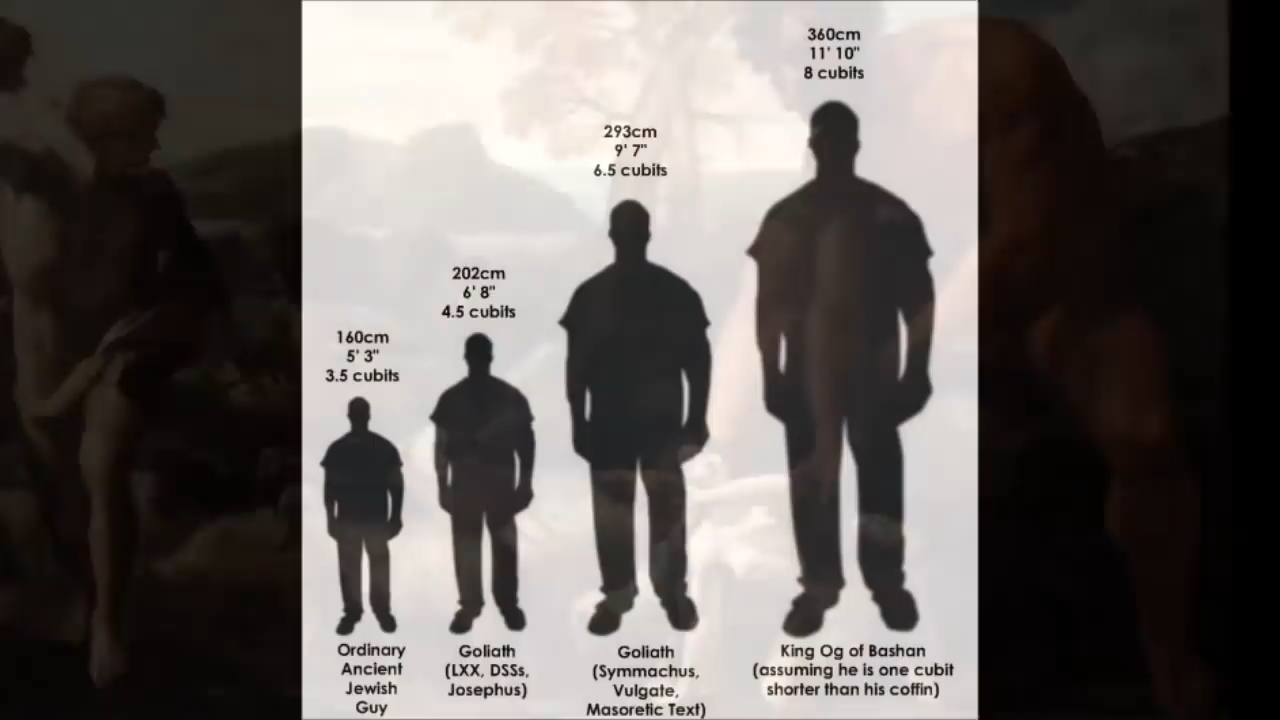 360cm
11' 10"
8 cubits
293cm
9' 7"
6.5 cubits
202cm
6' 8"
4.5 cubits
160cm
5' 3"
3.5 cubits
Ordinary
Ancient
Jewish
Guy
Goliath
(LXX, DSSs,
Josephus)
Goliath
(Symmachus,
Vulgate,
Masoretic Text)
King Og of Bashan
(assuming he is one cubit
shorter than his coffin)